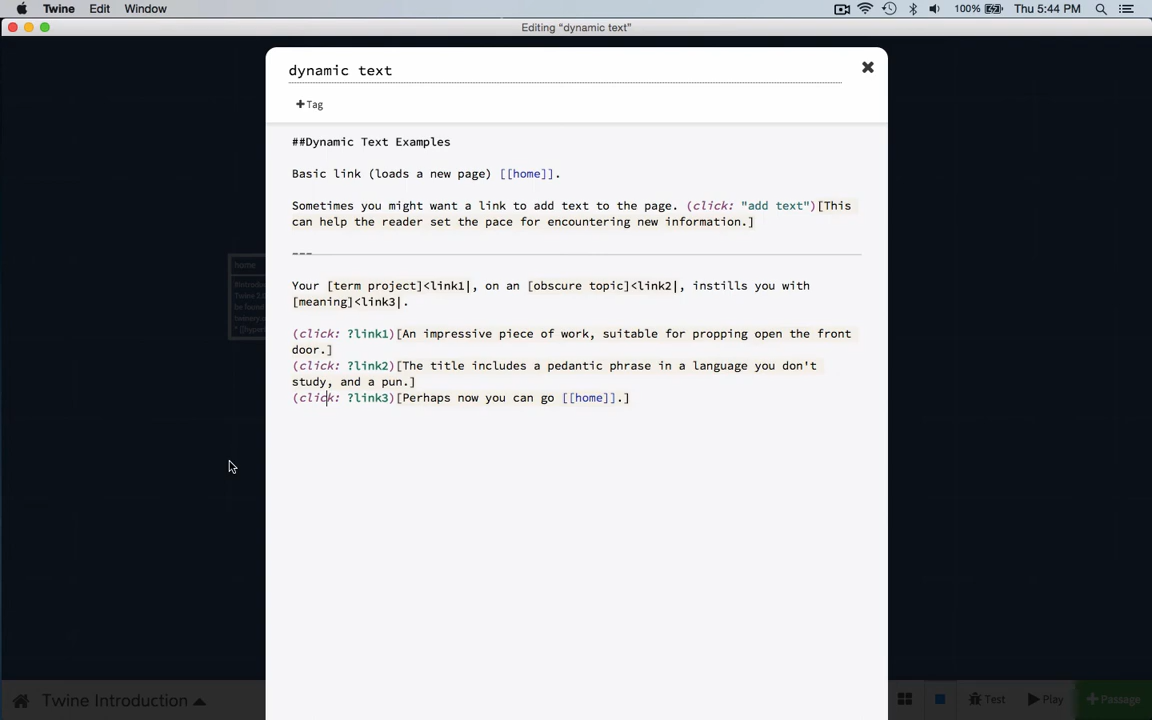 Twine Edit Window 100% Thu 5:44 PM
Editing “dynamic text”
dynamic text
+Tag
##Dynamic Text Examples
Basic link (loads a new page) [[home]].
Sometimes you might want a link to add text to the page. (click: "add text")[This
can help the reader set the pace for encountering new information.]
---
Your [term project]<link1|, on an [obscure topic]<link2|, instills you with
[meaning]<link3|.
(click: ?link1)[An impressive piece of work, suitable for propping open the front
door.]
(click: ?link2)[The title includes a pedantic phrase in a language you don't
study, and a pun.]
(click: ?link3)[Perhaps now you can go [[home]].]
home
Twine Introduction Test Play +Passage